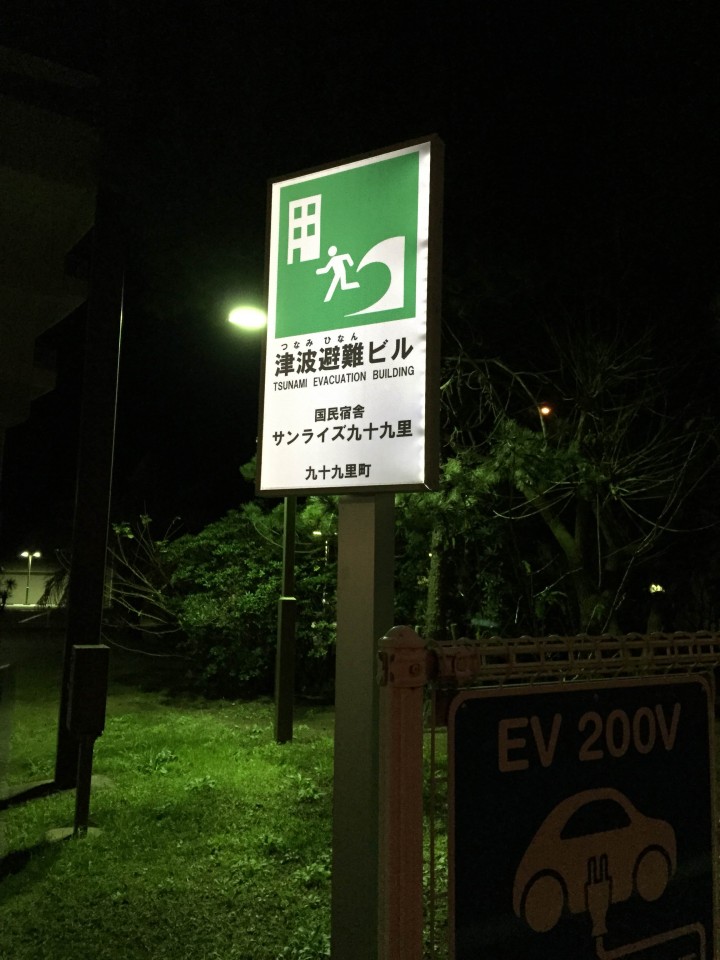 つなみ ひなん
津波避難ビル
TSUNAMI EVACUATION BUILDING
国民宿舎
サンライズ九十九里
九十九里町
EV 200V